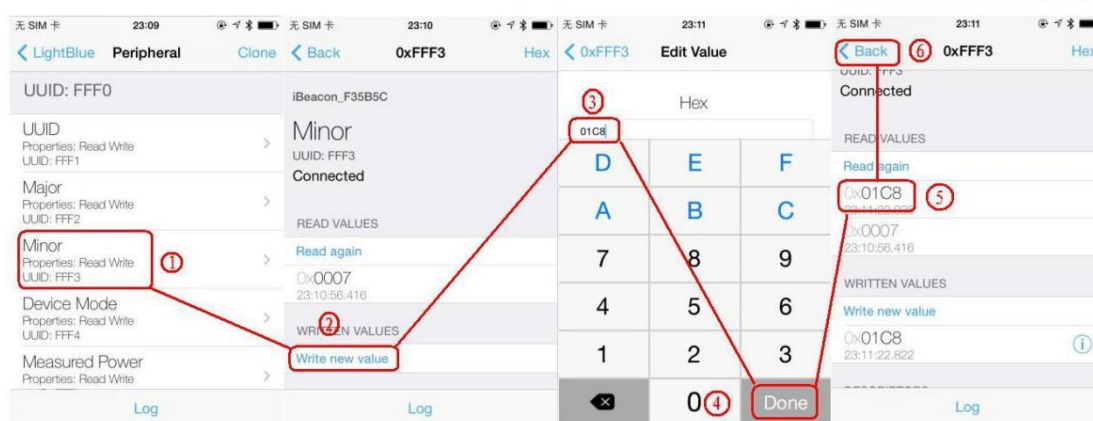 无 SIM 卡 23:09
LightBlue Peripheral Clone
UUID: FFF0
UUID
Properties: Read Write
UUID: FFF1
Major
Properties: Read Write
UUID: FFF2
Minor
Properties: Read Write
UUID: FFF3
①
Device Mode
Properties: Read Write
UUID: FFF4
Measured Power
Properties: Read Write
Log
无 SIM 卡 23:10
Back 0xFFF3 Hex
iBeacon_F35B5C
Minor
UUID: FFF3
Connected
READ VALUES
Read again
0x0007
23:10:56.416
②
WRITTEN VALUES
Write new value
Log
无 SIM 卡 23:11
0xFFF3 Edit Value
③ Hex
01C8
D E F
A B C
7 8 9
4 5 6
1 2 3
0 ④ Done
无 SIM 卡 23:11
Back ⑥ 0xFFF3 Hex
UUID: FFF3
Connected
READ VALUES
Read again
0x01C8 ⑤
0x0007
23:10:56.416
WRITTEN VALUES
Write new value
0x01C8
23:11:22.822
Log